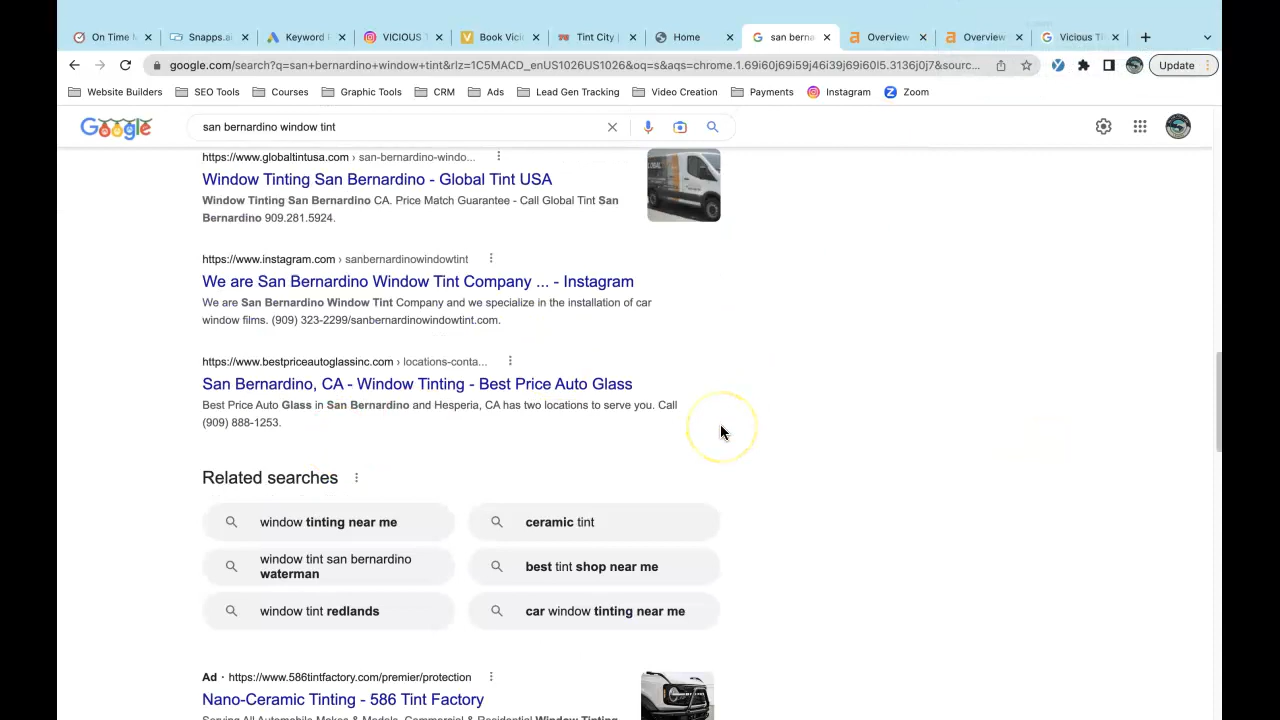 On Time M
Snapps.ai
Keyword
VICIOUS T
Book Vici
Tint City |
Home
san berna
Overview
Overview
Vicious Ti
google.com/search?q=san+bernardino+window+tint&rlz=1C5MACD_enUS1026US1026&oq=s&aqs=chrome.1.69i60j69i59j46i39j69i60l5.3136j0j7&sourc...
Update
Website Builders
SEO Tools
Courses
Graphic Tools
CRM
Ads
Lead Gen Tracking
Video Creation
Payments
Instagram
Zoom
Google
san bernardino window tint
https://www.globaltintusa.com › san-bernardino-windo...
Window Tinting San Bernardino - Global Tint USA
Window Tinting San Bernardino CA. Price Match Guarantee - Call Global Tint San
Bernardino 909.281.5924.
https://www.instagram.com › sanbernardinowindowtint
We are San Bernardino Window Tint Company ... - Instagram
We are San Bernardino Window Tint Company and we specialize in the installation of car
window films. (909) 323-2299/sanbernardinowindowtint.com.
https://www.bestpriceautoglassinc.com › locations-conta...
San Bernardino, CA - Window Tinting - Best Price Auto Glass
Best Price Auto Glass in San Bernardino and Hesperia, CA has two locations to serve you. Call
(909) 888-1253.
Related searches
window tinting near me
ceramic tint
window tint san bernardino
waterman
best tint shop near me
window tint redlands
car window tinting near me
Ad · https://www.586tintfactory.com/premier/protection
Nano-Ceramic Tinting - 586 Tint Factory
Serving All Automobile Makes & Models, Commercial & Residential Window Tinting